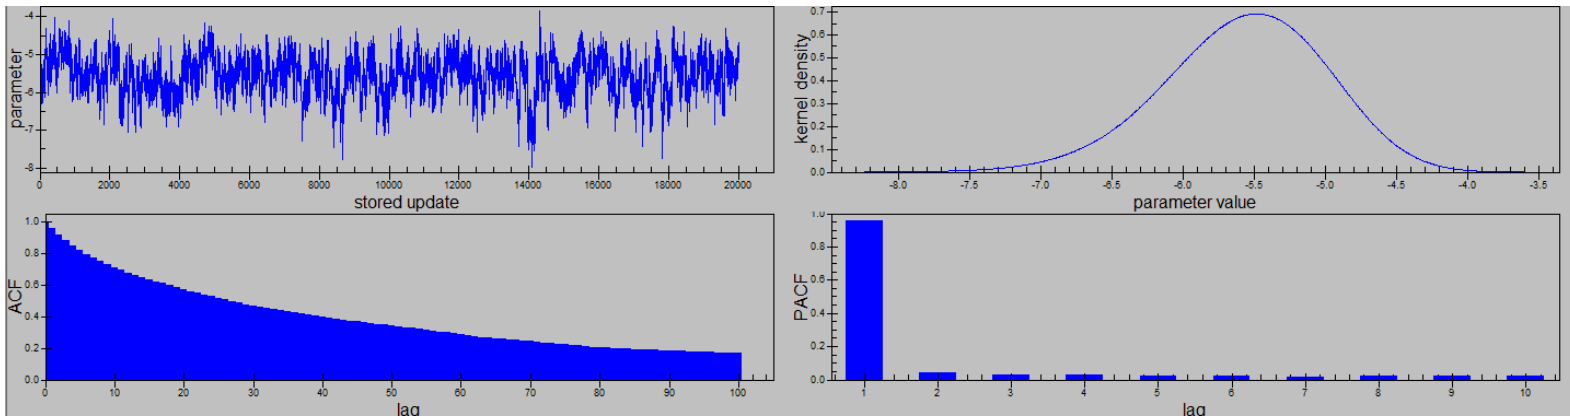 parameter
-4
-5
-6
-7
-8
0 2000 4000 6000 8000 10000 12000 14000 16000 18000 20000
stored update
kernel density
0.7
0.6
0.5
0.4
0.3
0.2
0.1
0.0
-8.0 -7.5 -7.0 -6.5 -6.0 -5.5 -5.0 -4.5 -4.0 -3.5
parameter value
ACF
1.0
0.8
0.6
0.4
0.2
0.0
0 10 20 30 40 50 60 70 80 90 100
lag
PACF
1.0
0.8
0.6
0.4
0.2
0.0
1 2 3 4 5 6 7 8 9 10
lag